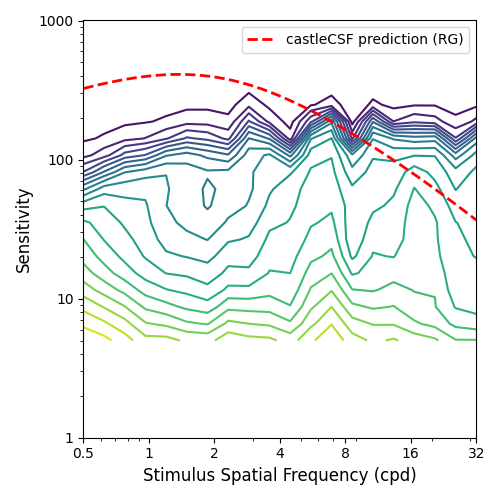 1000
castleCSF prediction (RG)
100
10
1
Sensitivity
0.5 1 2 4 8 16 32
Stimulus Spatial Frequency (cpd)